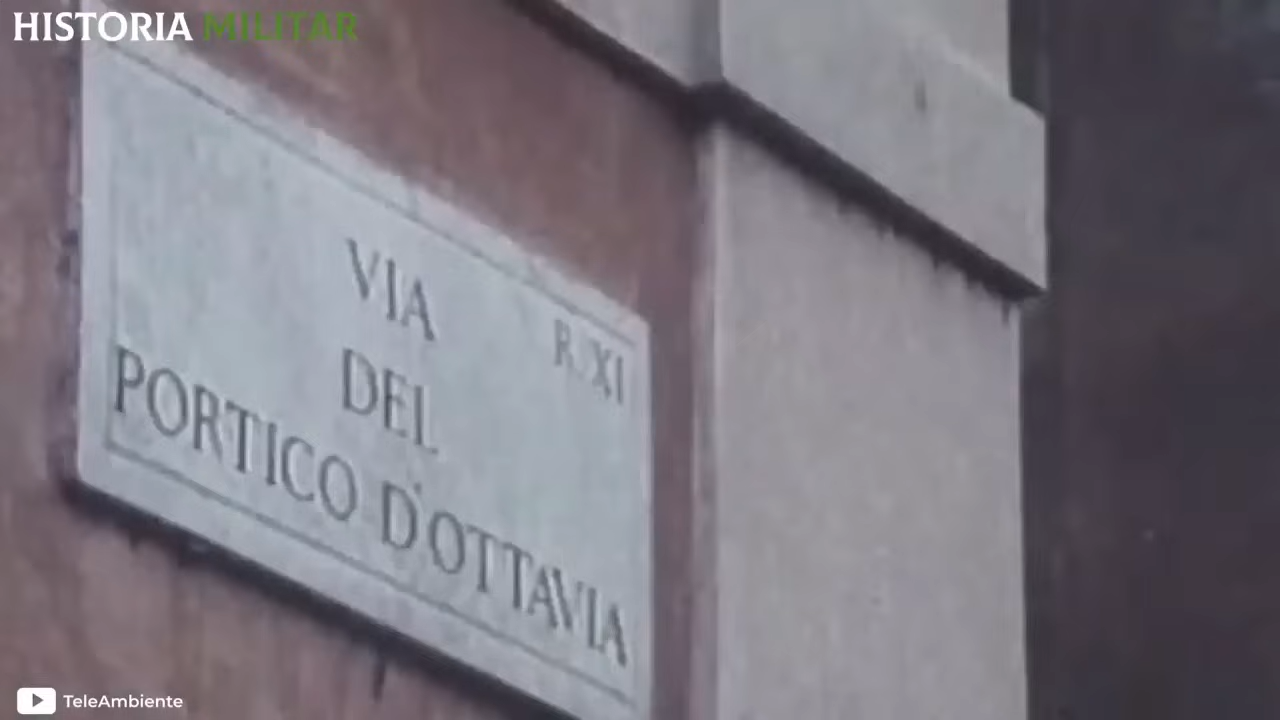 HISTORIA MILITAR
VIA
R. XI
DEL
PORTICO D'OTTAVIA
TeleAmbiente